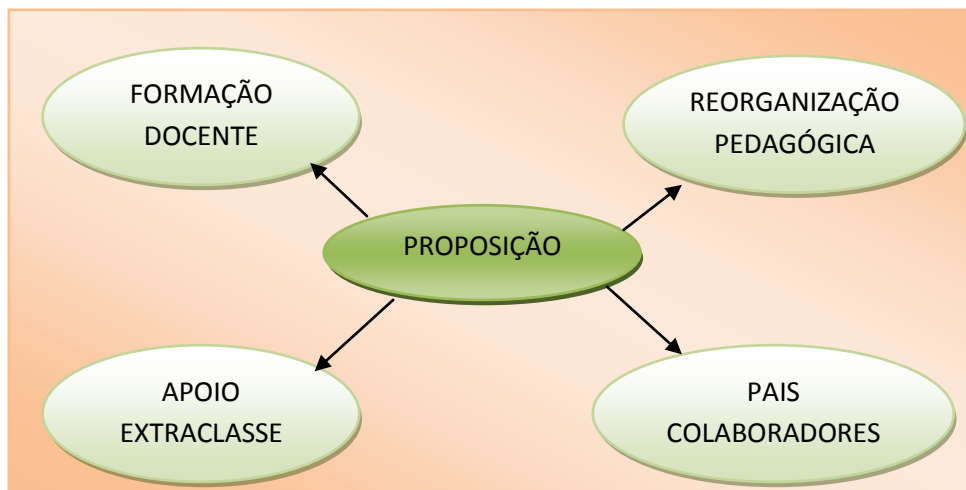 FORMAÇÃO
DOCENTE
REORGANIZAÇÃO
PEDAGÓGICA
PROPOSIÇÃO
APOIO
EXTRACLASSE
PAIS
COLABORADORES